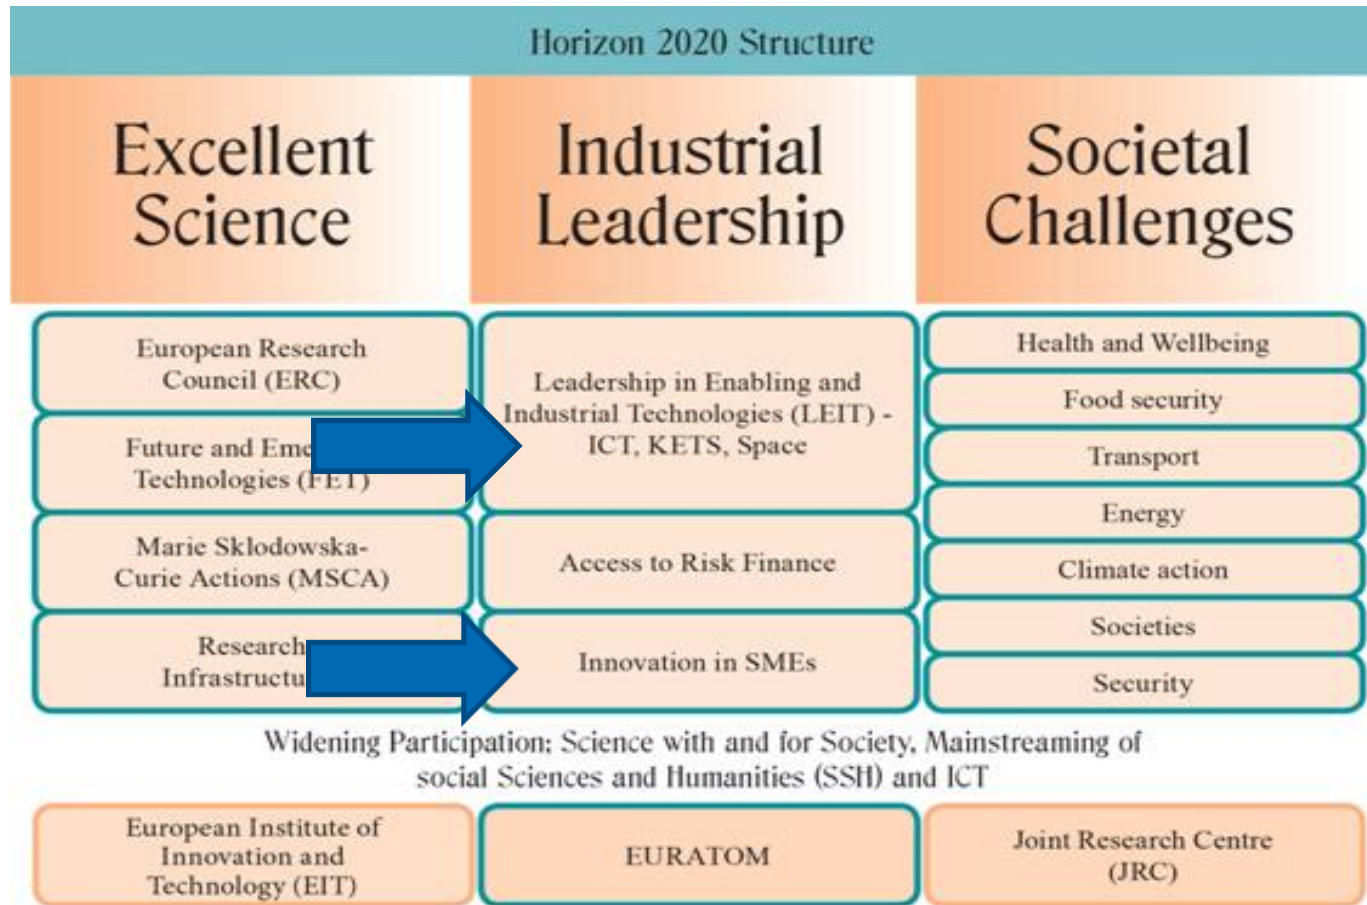 Horizon 2020 Structure
Excellent
Science
Industrial
Leadership
Societal
Challenges
European Research
Council (ERC)
Future and Eme
Technologies (FET)
Marie Sklodowska-
Curie Actions (MSCA)
Research
Infrastructu
Leadership in Enabling and
Industrial Technologies (LEIT) -
ICT, KETS, Space
Access to Risk Finance
Innovation in SMEs
Health and Wellbeing
Food security
Transport
Energy
Climate action
Societies
Security
Widening Participation; Science with and for Society, Mainstreaming of
social Sciences and Humanities (SSH) and ICT
European Institute of
Innovation and
Technology (EIT)
EURATOM
Joint Research Centre
(JRC)